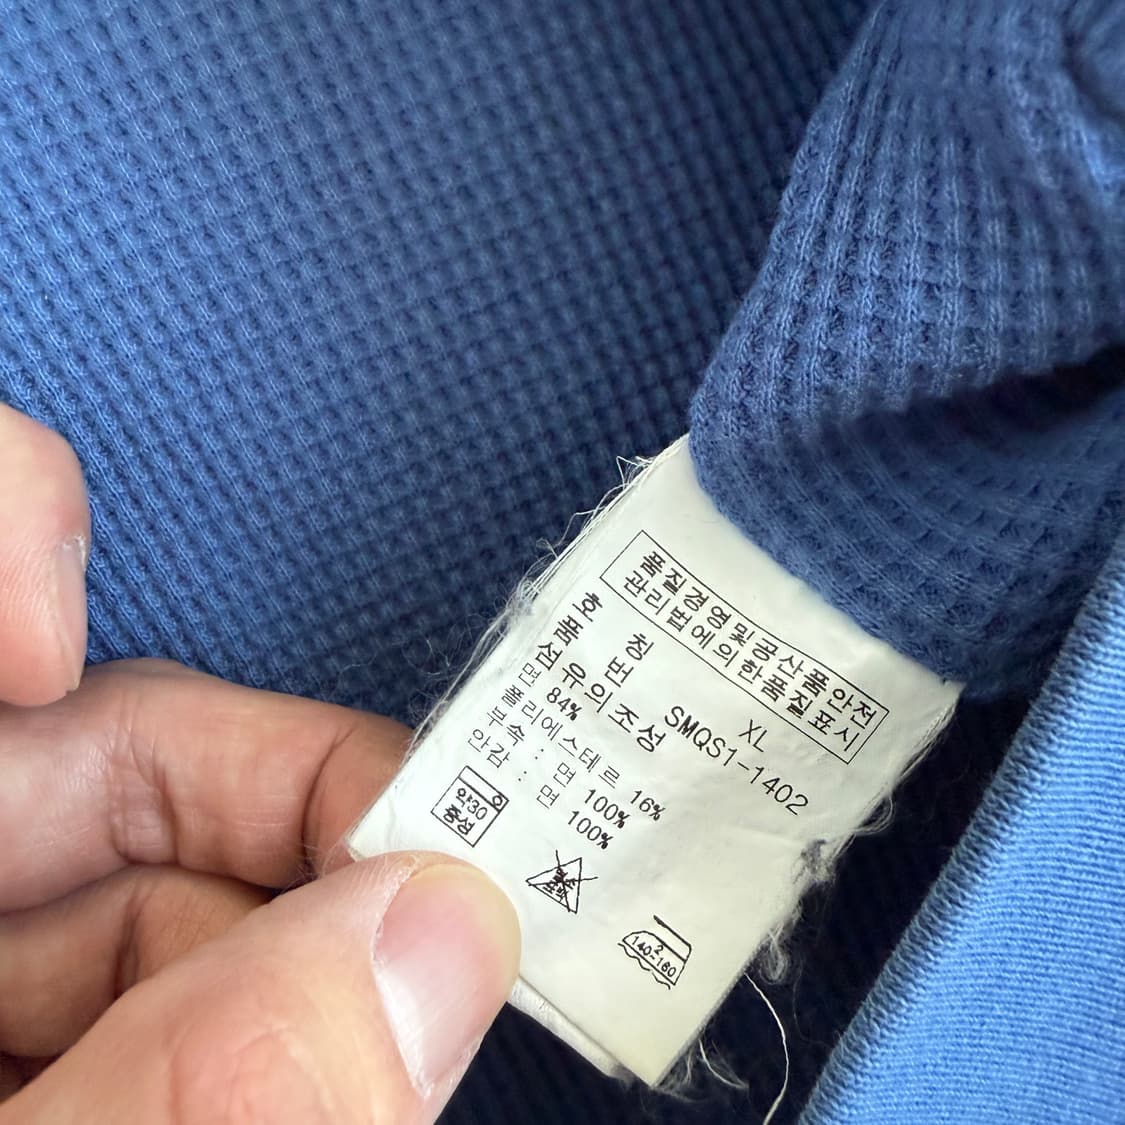 품질경영및공산품안전
관리법에의한품질표시
호 칭 XL
품 번 SMQS1-1402
섬유의조성
면 84%
폴리에스테르 16%
부속 : 면 100%
안감 : 면 100%
약30
중성
2
140-160